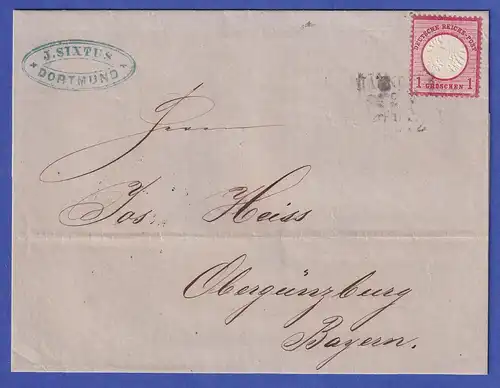 J. SIXTUS
DORTMUND
DEUTSCHE REICHS-POST
1 GROSCHEN 1
Herrn
Jos. Heiss
Obergünzburg
Bayern.